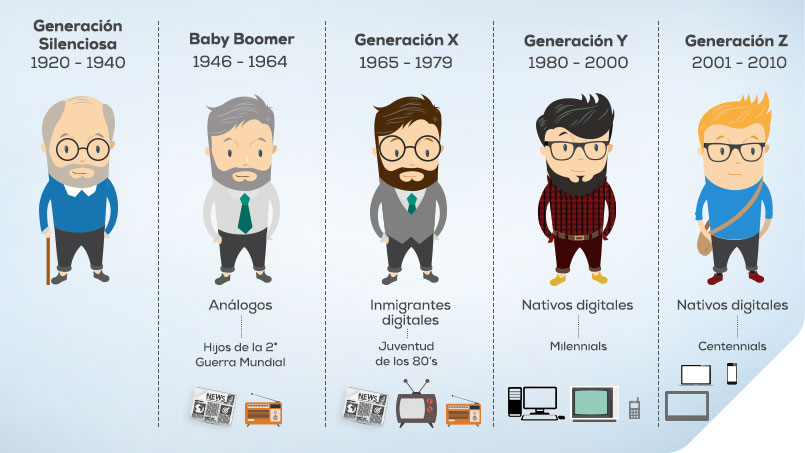 Generación
Silenciosa
1920 - 1940
Baby Boomer
1946 - 1964
Generación X
1965 - 1979
Generación Y
1980 - 2000
Generación Z
2001 - 2010
Análogos
Hijos de la 2°
Guerra Mundial
Inmigrantes
digitales
Juventud
de los 80's
Nativos digitales
Milennials
Nativos digitales
Centennials
NEWS
NEWS